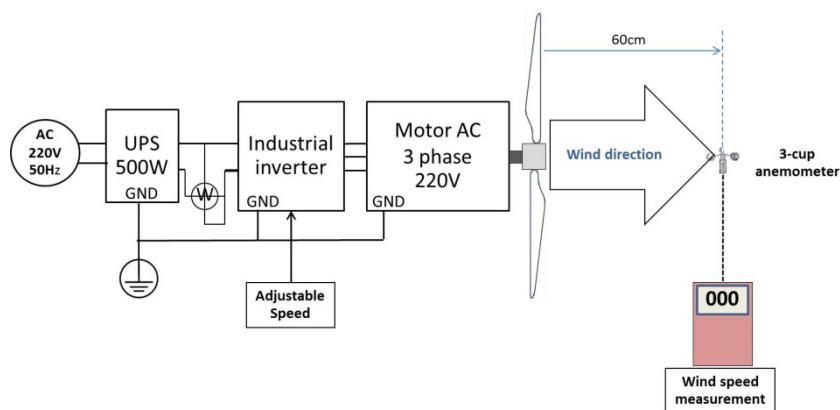 60cm
AC
220V
50Hz
UPS
500W
GND
W
Industrial
inverter
GND
Motor AC
3 phase
220V
GND
Wind direction
3-cup
anemometer
Adjustable
Speed
000
Wind speed
measurement